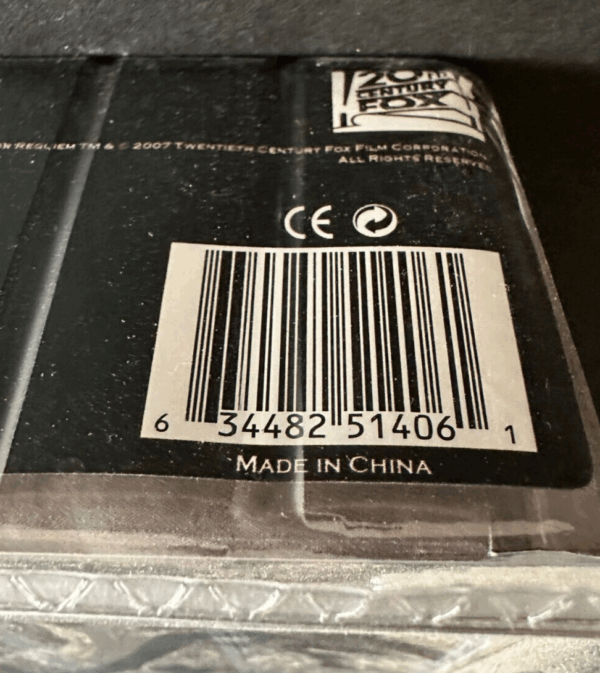 20TH
CENTURY
FOX
REQUIEM TM & © 2007 TWENTIETH CENTURY FOX FILM CORPORATION
ALL RIGHTS RESERVED
CE
6 34482 51406 1
MADE IN CHINA